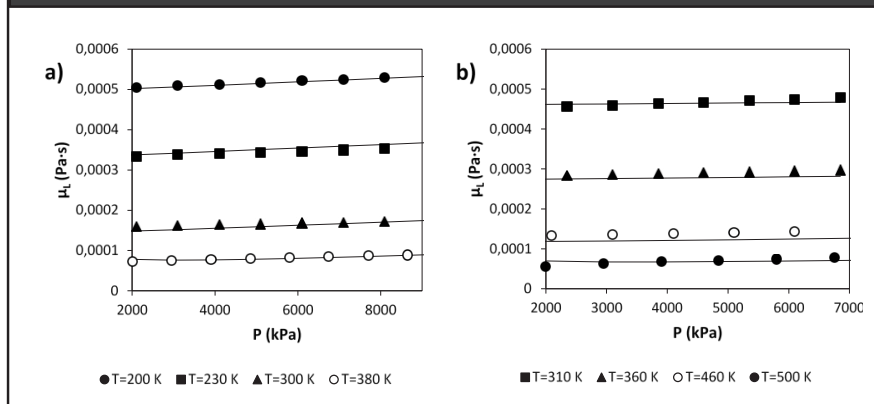 a)
0,0006
0,0005
0,0004
0,0003
0,0002
0,0001
0
μL (Pa·s)
2000 4000 6000 8000
P (kPa)
●T=200 K ■T=230 K ▲T=300 K ○T=380 K
b)
0,0006
0,0005
0,0004
0,0003
0,0002
0,0001
0
μL (Pa·s)
2000 3000 4000 5000 6000 7000
P (kPa)
■T=310 K ▲T=360 K ○T=460 K ●T=500 K